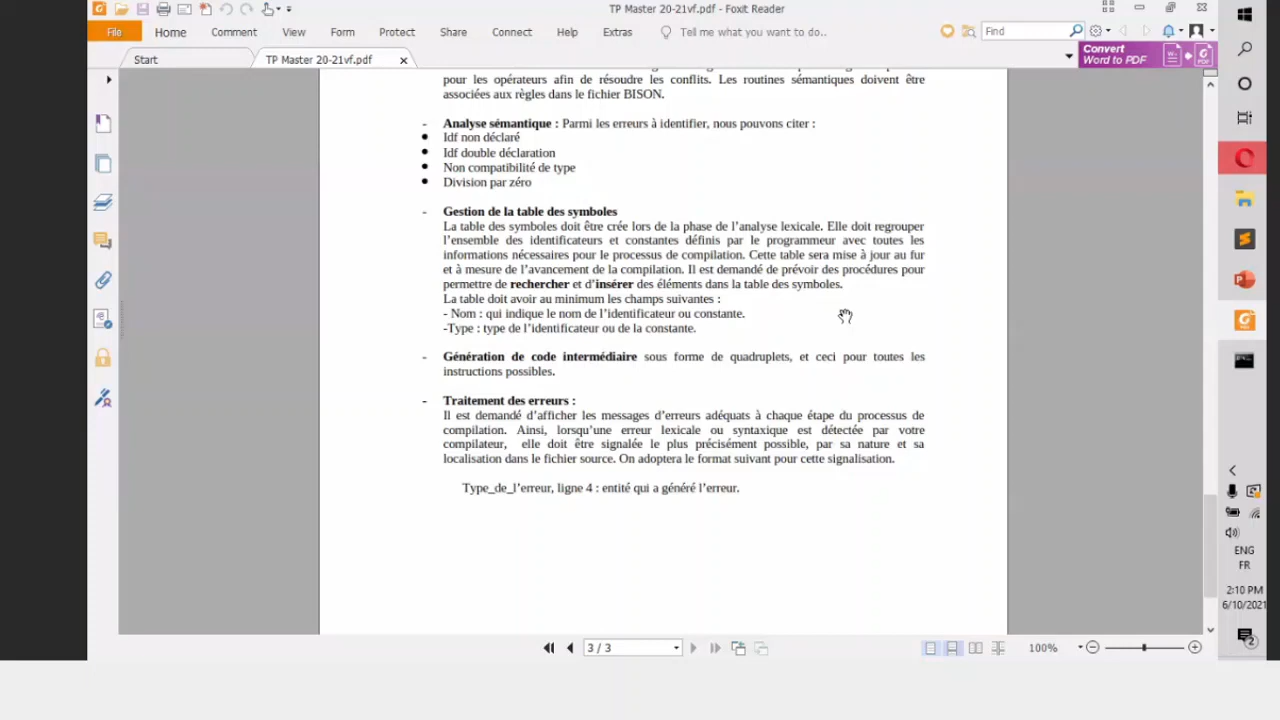 TP Master 20-21vf.pdf - Foxit Reader
File Home Comment View Form Protect Share Connect Help Extras Tell me what you want to do.. Find
Start TP Master 20-21vf.pdf
Convert
Word to PDF
pour les opérateurs afin de résoudre les conflits. Les routines sémantiques doivent être
associées aux règles dans le fichier BISON.
- Analyse sémantique : Parmi les erreurs à identifier, nous pouvons citer :
• Idf non déclaré
• Idf double déclaration
• Non compatibilité de type
• Division par zéro
- Gestion de la table des symboles
La table des symboles doit être crée lors de la phase de l'analyse lexicale. Elle doit regrouper
l'ensemble des identificateurs et constantes définis par le programmeur avec toutes les
informations nécessaires pour le processus de compilation. Cette table sera mise à jour au fur
et à mesure de l'avancement de la compilation. Il est demandé de prévoir des procédures pour
permettre de rechercher et d'insérer des éléments dans la table des symboles.
La table doit avoir au minimum les champs suivantes :
- Nom : qui indique le nom de l'identificateur ou constante.
-Type : type de l'identificateur ou de la constante.
- Génération de code intermédiaire sous forme de quadruplets, et ceci pour toutes les
instructions possibles.
- Traitement des erreurs :
Il est demandé d'afficher les messages d'erreurs adéquats à chaque étape du processus de
compilation. Ainsi, lorsqu'une erreur lexicale ou syntaxique est détectée par votre
compilateur, elle doit être signalée le plus précisément possible, par sa nature et sa
localisation dans le fichier source. On adoptera le format suivant pour cette signalisation.
Type_de_l'erreur, ligne 4 : entité qui a généré l'erreur.
3 / 3
100%
ENG
FR
2:10 PM
6/10/2021
2